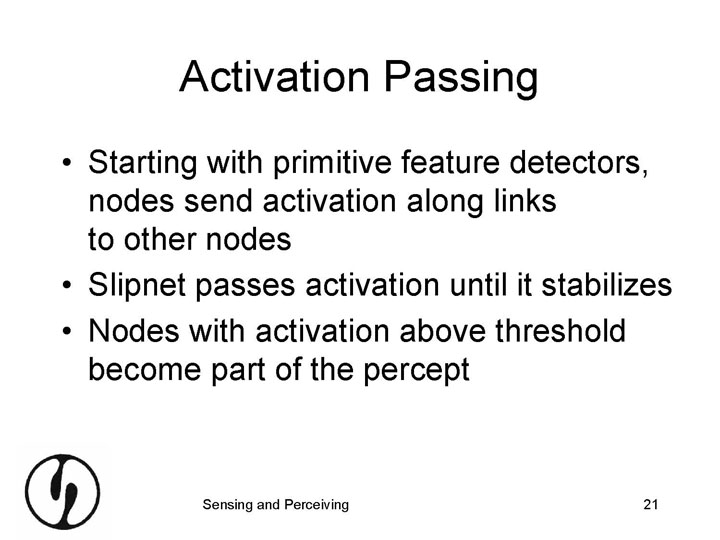 Activation Passing
• Starting with primitive feature detectors,
nodes send activation along links
to other nodes
• Slipnet passes activation until it stabilizes
• Nodes with activation above threshold
become part of the percept
Sensing and Perceiving
21